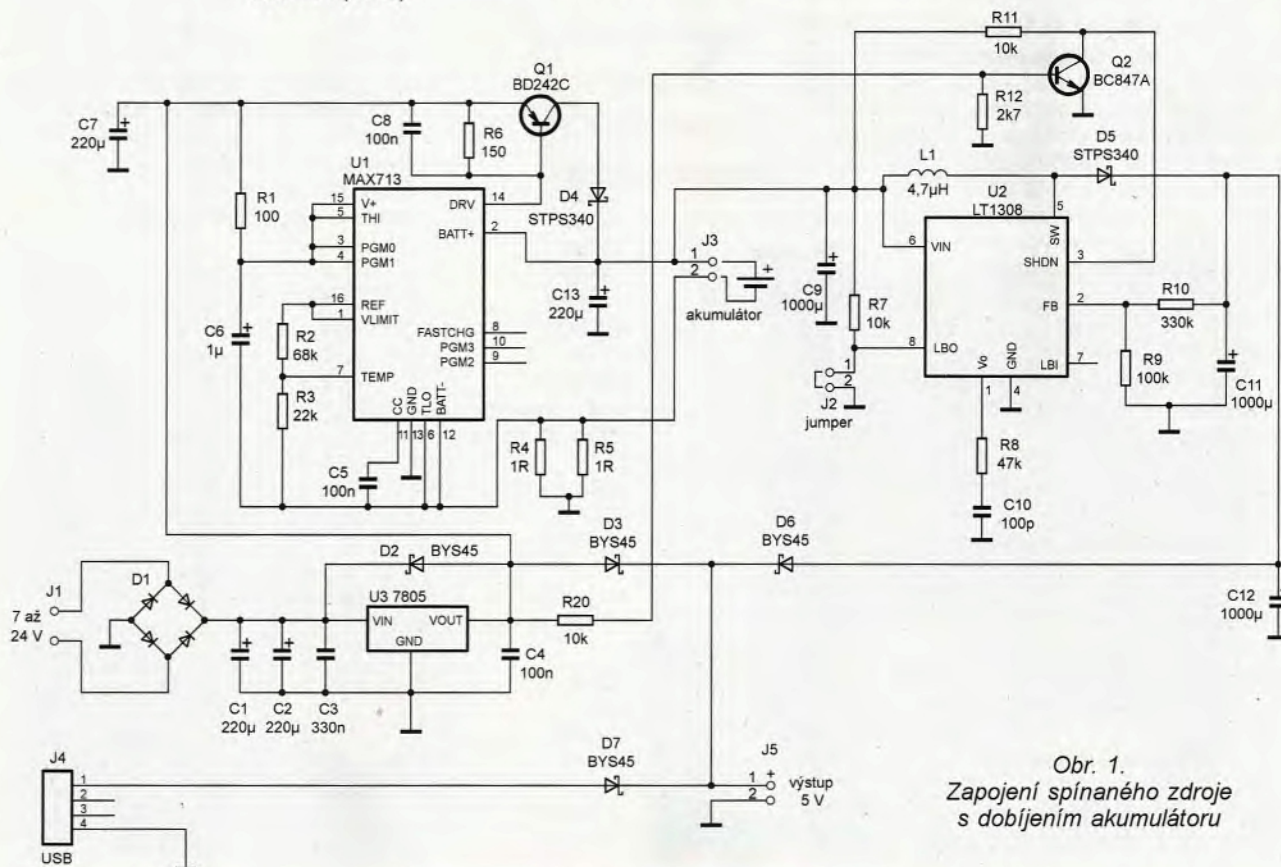 R11
10k
Q2
BC847A
Q1
BD242C
C7
220µ
C8
100n
R6
150
R12
2k7
D5
STPS340
U1
MAX713
L1
4,7µH
U2
LT1308
R1
100
15 V+
5 THI
3 PGM0
4 PGM1
16 REF
1 VLIMIT
7 TEMP
DRV 14
BATT+ 2
FASTCHG 8
PGM3 10
PGM2 9
CC GND TLO BATT-
11 13 6 12
D4
STPS340
C13
220µ
J3
1
2
+
akumulátor
C9
1000µ
R7
10k
5
SW
6 VIN
SHDN 3
FB 2
8 LBO
LBI 7
Vo GND
1 4
R10
330k
R9
100k
C11
1000µ
C6
1µ
R2
68k
R3
22k
C5
100n
R4
1R
R5
1R
1
2
J2
jumper
R8
47k
C10
100p
D2 BYS45
D3
BYS45
D6
BYS45
J1
7 až
24 V
D1
U3 7805
VIN VOUT
GND
R20
10k
C4
100n
C12
1000µ
C1
220µ
C2
220µ
C3
330n
J4
1
2
3
4
USB
D7
BYS45
J5
1 +
2
výstup
5 V
Obr. 1.
Zapojení spínaného zdroje
s dobíjením akumulátoru